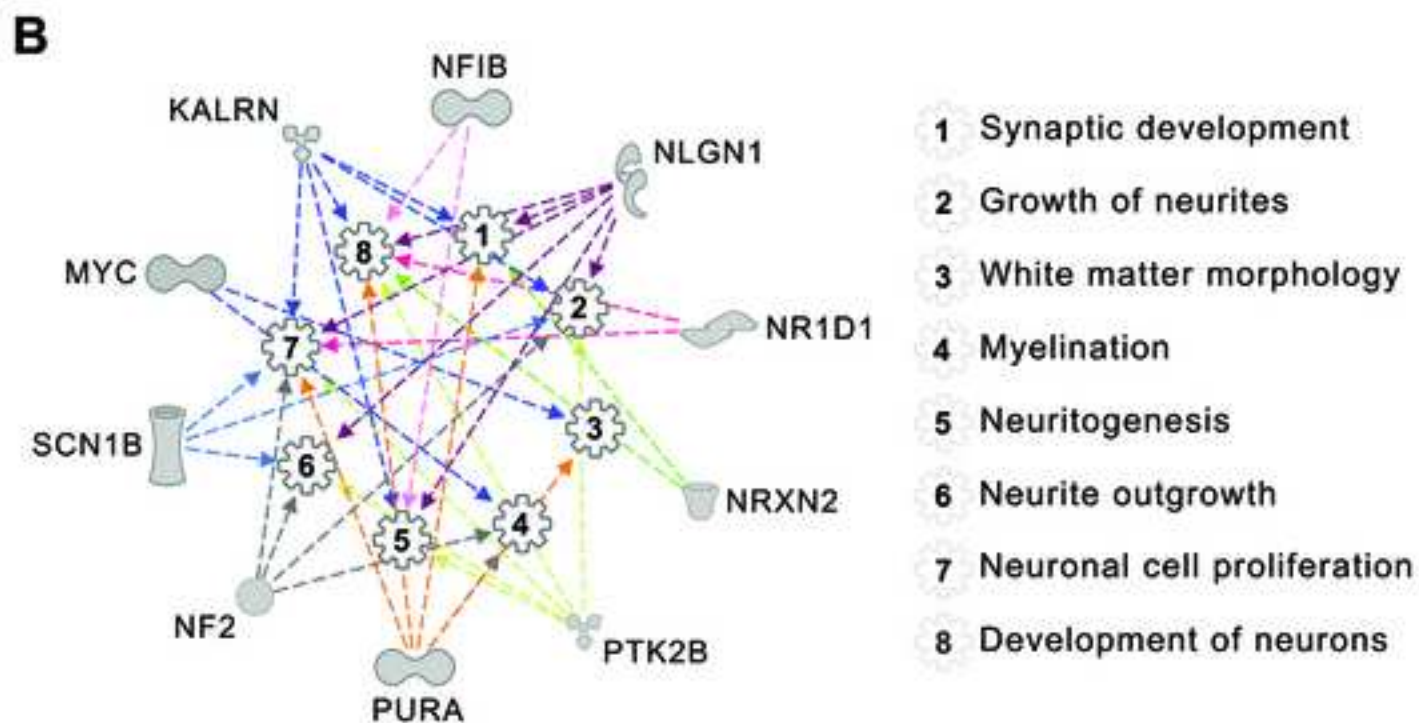 B
NFIB
KALRN
NLGN1
MYC
NR1D1
SCN1B
NRXN2
NF2
PTK2B
PURA
1
2
3
4
5
6
7
8
1 Synaptic development
2 Growth of neurites
3 White matter morphology
4 Myelination
5 Neuritogenesis
6 Neurite outgrowth
7 Neuronal cell proliferation
8 Development of neurons